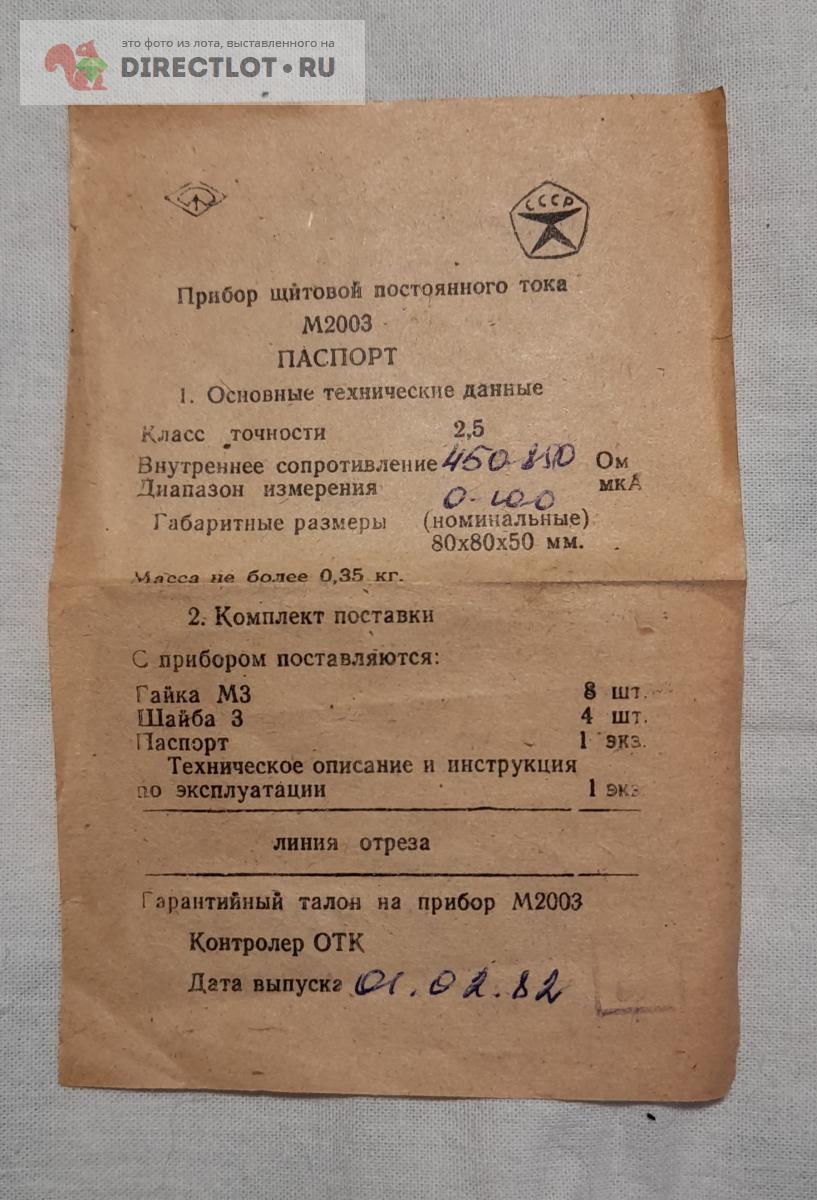 это фото из лота, выставленного на
DIRECTLOT.RU
СССР
Прибор щитовой постоянного тока
М2003
ПАСПОРТ
1. Основные технические данные
Класс точности 2,5
Внутреннее сопротивление 450-850 Ом
Диапазон измерения 0-100 мкА
Габаритные размеры (номинальные)
80х80х50 мм.
Масса не более 0,35 кг.
2. Комплект поставки
С прибором поставляются:
Гайка М3 8 шт.
Шайба 3 4 шт.
Паспорт 1 экз.
Техническое описание и инструкция
по эксплуатации 1 экз
линия отреза
Гарантийный талон на прибор М2003
Контролер ОТК
Дата выпуска 01.02.82